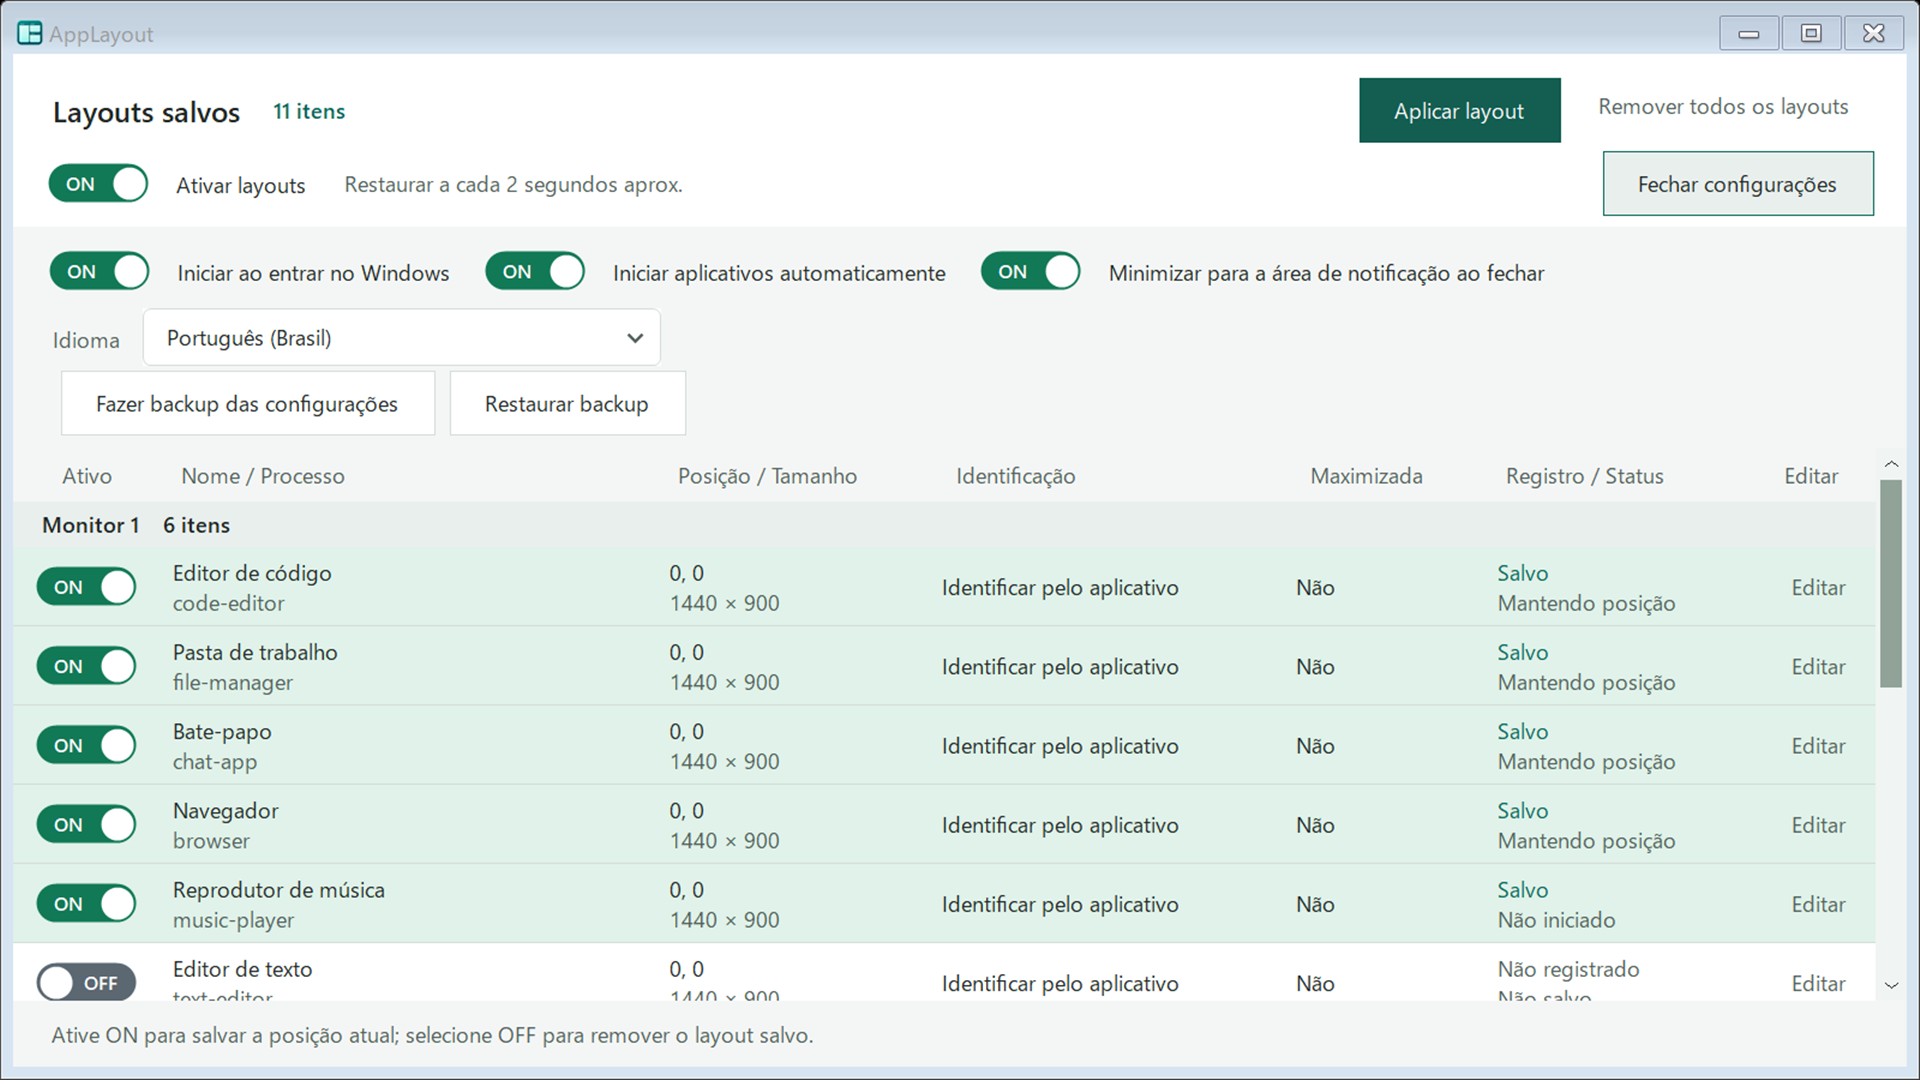 AppLayout
Layouts salvos 11 itens
Aplicar layout
Remover todos os layouts
ON Ativar layouts Restaurar a cada 2 segundos aprox.
Fechar configurações
ON Iniciar ao entrar no Windows ON Iniciar aplicativos automaticamente ON Minimizar para a área de notificação ao fechar
Idioma Português (Brasil)
Fazer backup das configurações Restaurar backup
Ativo Nome / Processo Posição / Tamanho Identificação Maximizada Registro / Status Editar
Monitor 1 6 itens
ON Editor de código 0, 0 Identificar pelo aplicativo Não Salvo Editar
code-editor 1440 × 900 Mantendo posição
ON Pasta de trabalho 0, 0 Identificar pelo aplicativo Não Salvo Editar
file-manager 1440 × 900 Mantendo posição
ON Bate-papo 0, 0 Identificar pelo aplicativo Não Salvo Editar
chat-app 1440 × 900 Mantendo posição
ON Navegador 0, 0 Identificar pelo aplicativo Não Salvo Editar
browser 1440 × 900 Mantendo posição
ON Reprodutor de música 0, 0 Identificar pelo aplicativo Não Salvo Editar
music-player 1440 × 900 Não iniciado
OFF Editor de texto 0, 0 Identificar pelo aplicativo Não Não registrado Editar
text-editor 1440 × 900 Não salvo
Ative ON para salvar a posição atual; selecione OFF para remover o layout salvo.